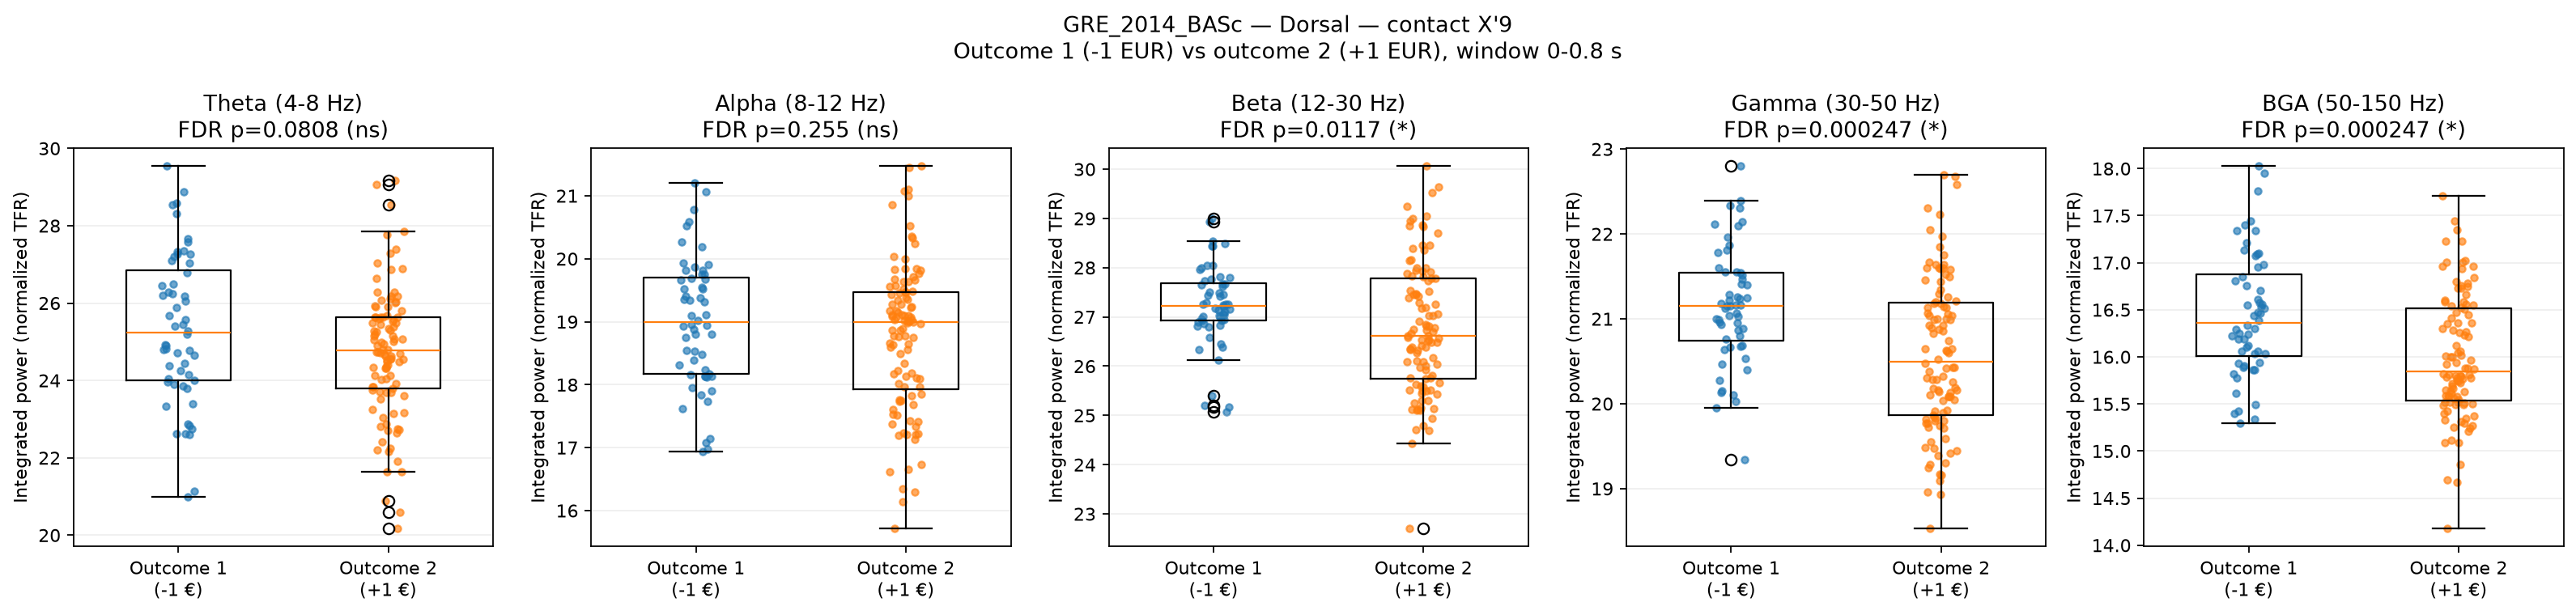 GRE_2014_BASc — Dorsal — contact X'9
Outcome 1 (-1 EUR) vs outcome 2 (+1 EUR), window 0-0.8 s
Theta (4-8 Hz)
FDR p=0.0808 (ns)
Integrated power (normalized TFR)
30
28
26
24
22
20
Outcome 1
(-1 €)
Outcome 2
(+1 €)
Alpha (8-12 Hz)
FDR p=0.255 (ns)
Integrated power (normalized TFR)
21
20
19
18
17
16
Outcome 1
(-1 €)
Outcome 2
(+1 €)
Beta (12-30 Hz)
FDR p=0.0117 (*)
Integrated power (normalized TFR)
30
29
28
27
26
25
24
23
Outcome 1
(-1 €)
Outcome 2
(+1 €)
Gamma (30-50 Hz)
FDR p=0.000247 (*)
Integrated power (normalized TFR)
23
22
21
20
19
Outcome 1
(-1 €)
Outcome 2
(+1 €)
BGA (50-150 Hz)
FDR p=0.000247 (*)
Integrated power (normalized TFR)
18.0
17.5
17.0
16.5
16.0
15.5
15.0
14.5
14.0
Outcome 1
(-1 €)
Outcome 2
(+1 €)